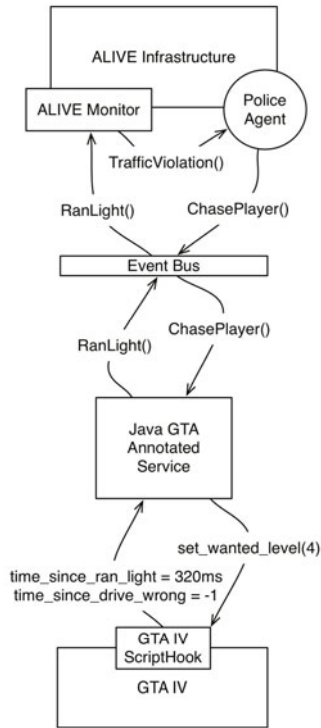 ALIVE Infrastructure
ALIVE Monitor
Police
Agent
TrafficViolation()
RanLight()
ChasePlayer()
Event Bus
RanLight()
ChasePlayer()
Java GTA
Annotated
Service
set_wanted_level(4)
time_since_ran_light = 320ms
time_since_drive_wrong = -1
GTA IV
ScriptHook
GTA IV